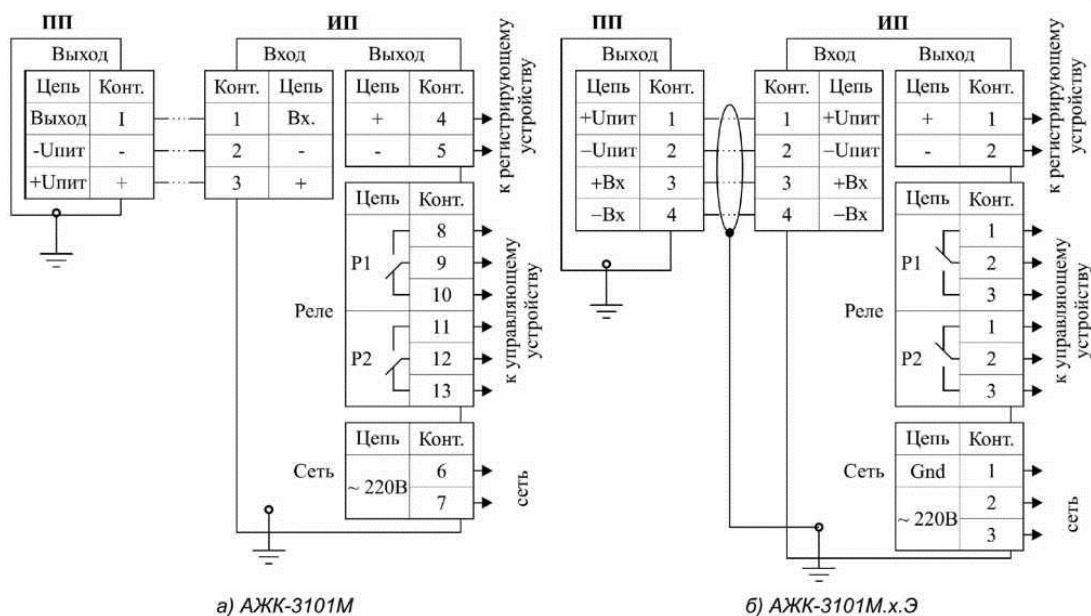 ПП ИП
Выход
Цепь Конт.
Выход I
-Uпит -
+Uпит +
Вход
Конт. Цепь
1 Вх.
2 -
3 +
Выход
Цепь Конт.
+ 4
- 5
к регистрирующему
устройству
Реле
Цепь Конт.
P1
8
9
10
P2
11
12
13
к управляющему
устройству
Сеть
Цепь Конт.
~ 220В
6
7
сеть
а) АЖК-3101М
ПП ИП
Выход
Цепь Конт.
+Uпит 1
–Uпит 2
+Вх 3
–Вх 4
Вход
Конт. Цепь
1 +Uпит
2 –Uпит
3 +Вх
4 –Вх
Выход
Цепь Конт.
+ 1
- 2
к регистрирующему
устройству
Реле
Цепь Конт.
P1
1
2
3
P2
1
2
3
к управляющему
устройству
Сеть
Цепь Конт.
Gnd 1
~ 220В
2
3
сеть
б) АЖК-3101М.х.Э